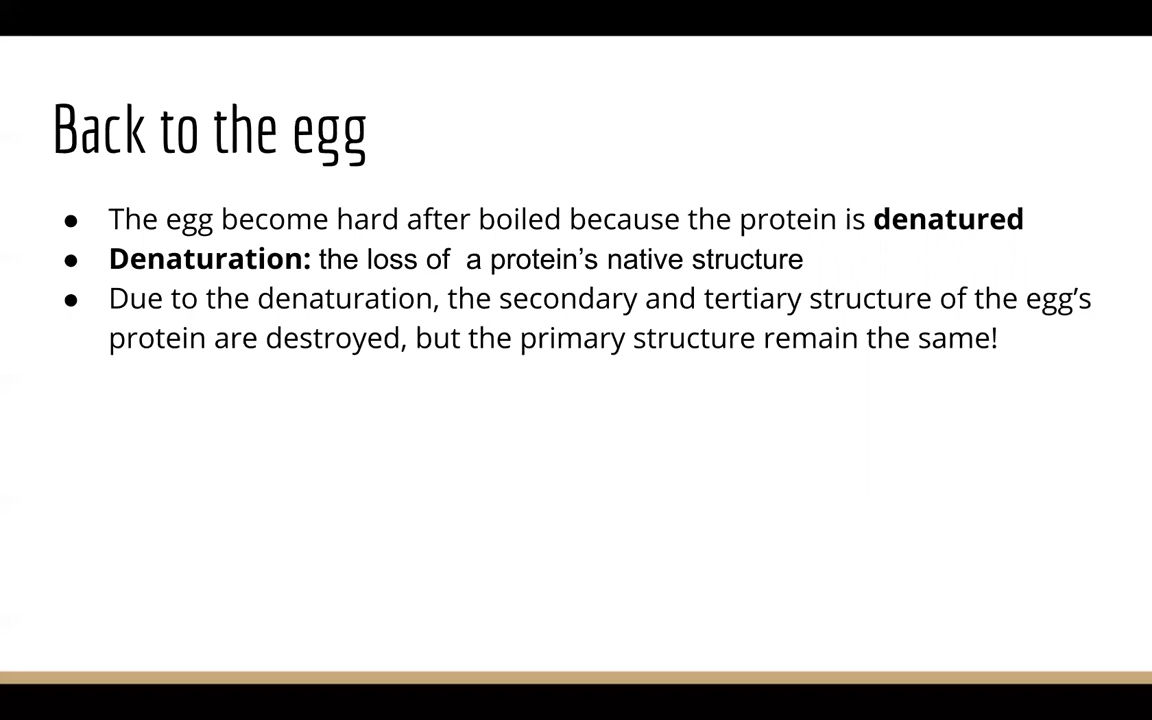 Back to the egg
● The egg become hard after boiled because the protein is denatured
● Denaturation: the loss of  a protein’s native structure
● Due to the denaturation, the secondary and tertiary structure of the egg’s
protein are destroyed, but the primary structure remain the same!